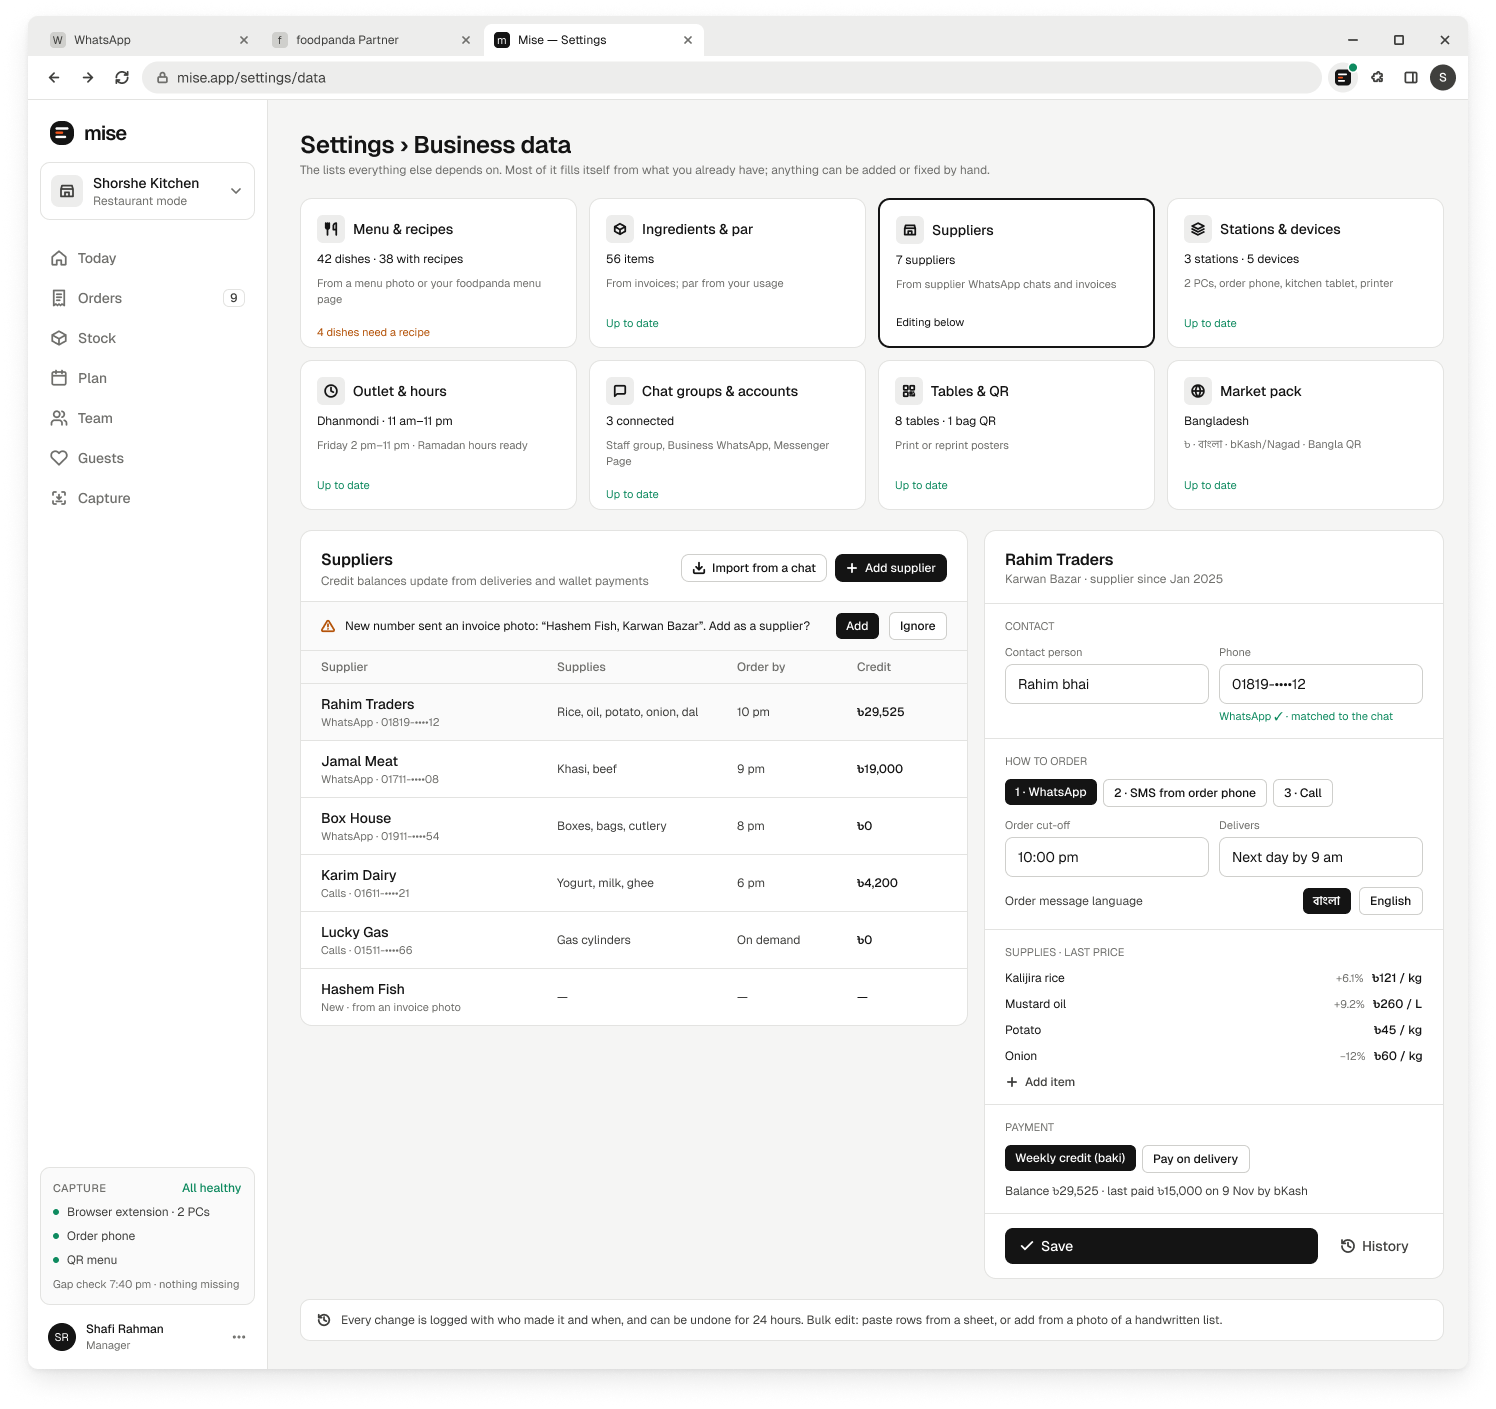 W WhatsApp
f foodpanda Partner
m Mise — Settings
mise.app/settings/data
S
mise
Shorshe Kitchen
Restaurant mode
Today
Orders 9
Stock
Plan
Team
Guests
Capture
CAPTURE All healthy
Browser extension · 2 PCs
Order phone
QR menu
Gap check 7:40 pm · nothing missing
SR Shafi Rahman
Manager
Settings › Business data
The lists everything else depends on. Most of it fills itself from what you already have; anything can be added or fixed by hand.
Menu & recipes
42 dishes · 38 with recipes
From a menu photo or your foodpanda menu
page
4 dishes need a recipe
Ingredients & par
56 items
From invoices; par from your usage
Up to date
Suppliers
7 suppliers
From supplier WhatsApp chats and invoices
Editing below
Stations & devices
3 stations · 5 devices
2 PCs, order phone, kitchen tablet, printer
Up to date
Outlet & hours
Dhanmondi · 11 am–11 pm
Friday 2 pm–11 pm · Ramadan hours ready
Up to date
Chat groups & accounts
3 connected
Staff group, Business WhatsApp, Messenger
Page
Up to date
Tables & QR
8 tables · 1 bag QR
Print or reprint posters
Up to date
Market pack
Bangladesh
৳ · বাংলা · bKash/Nagad · Bangla QR
Up to date
Suppliers
Credit balances update from deliveries and wallet payments
Import from a chat
Add supplier
New number sent an invoice photo: “Hashem Fish, Karwan Bazar”. Add as a supplier? Add Ignore
Supplier Supplies Order by Credit
Rahim Traders
WhatsApp · 01819-••••12
Rice, oil, potato, onion, dal 10 pm ৳29,525
Jamal Meat
WhatsApp · 01711-••••08
Khasi, beef 9 pm ৳19,000
Box House
WhatsApp · 01911-••••54
Boxes, bags, cutlery 8 pm ৳0
Karim Dairy
Calls · 01611-••••21
Yogurt, milk, ghee 6 pm ৳4,200
Lucky Gas
Calls · 01511-••••66
Gas cylinders On demand ৳0
Hashem Fish
New · from an invoice photo
— — —
Rahim Traders
Karwan Bazar · supplier since Jan 2025
CONTACT
Contact person Phone
Rahim bhai 01819-••••12
WhatsApp ✓ · matched to the chat
HOW TO ORDER
1 · WhatsApp 2 · SMS from order phone 3 · Call
Order cut-off Delivers
10:00 pm Next day by 9 am
Order message language বাংলা English
SUPPLIES · LAST PRICE
Kalijira rice +6.1% ৳121 / kg
Mustard oil +9.2% ৳260 / L
Potato ৳45 / kg
Onion −12% ৳60 / kg
Add item
PAYMENT
Weekly credit (baki) Pay on delivery
Balance ৳29,525 · last paid ৳15,000 on 9 Nov by bKash
Save History
Every change is logged with who made it and when, and can be undone for 24 hours. Bulk edit: paste rows from a sheet, or add from a photo of a handwritten list.